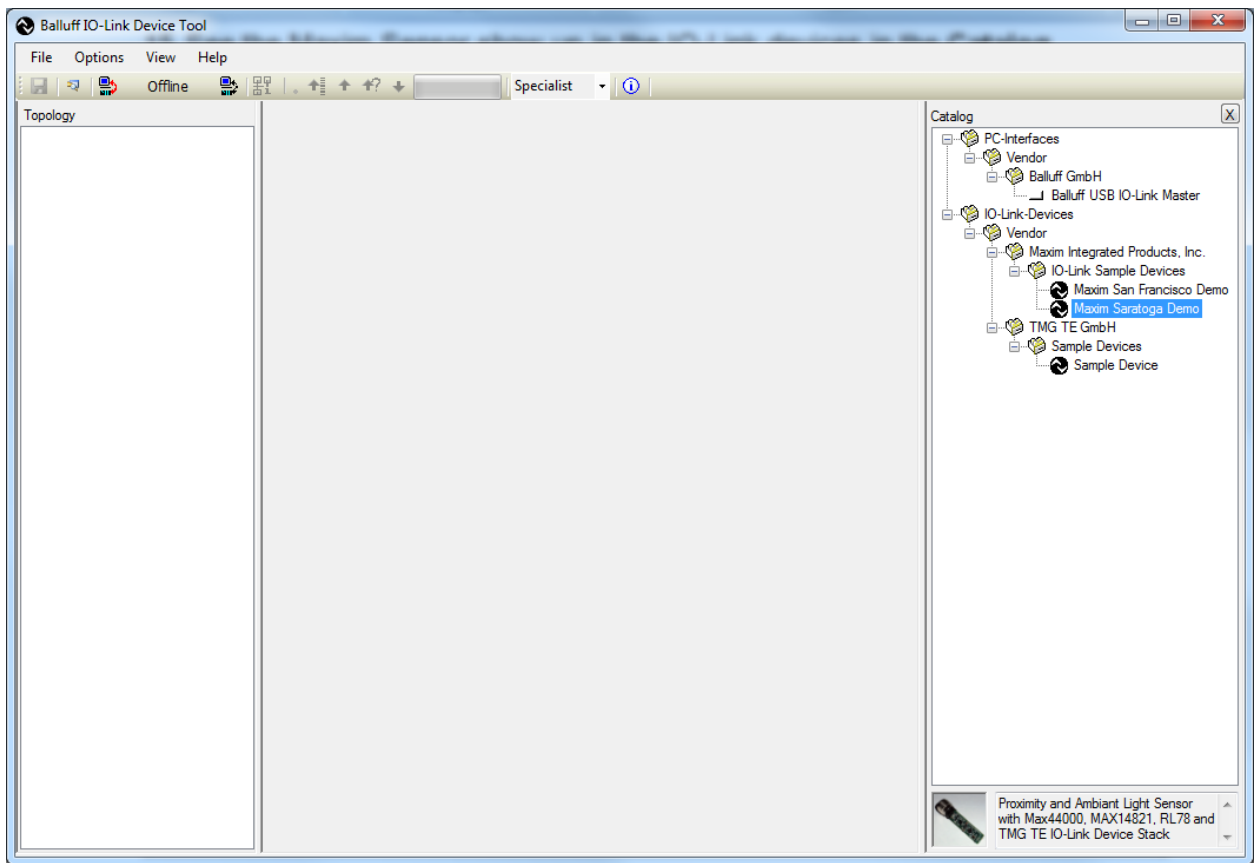 Balluff IO-Link Device Tool
File Options View Help
Offline Specialist
Topology
Catalog X
PC-Interfaces
Vendor
Balluff GmbH
Balluff USB IO-Link Master
IO-Link-Devices
Vendor
Maxim Integrated Products, Inc.
IO-Link Sample Devices
Maxim San Francisco Demo
Maxim Saratoga Demo
TMG TE GmbH
Sample Devices
Sample Device
Proximity and Ambiant Light Sensor
with Max44000, MAX14821, RL78 and
TMG TE IO-Link Device Stack